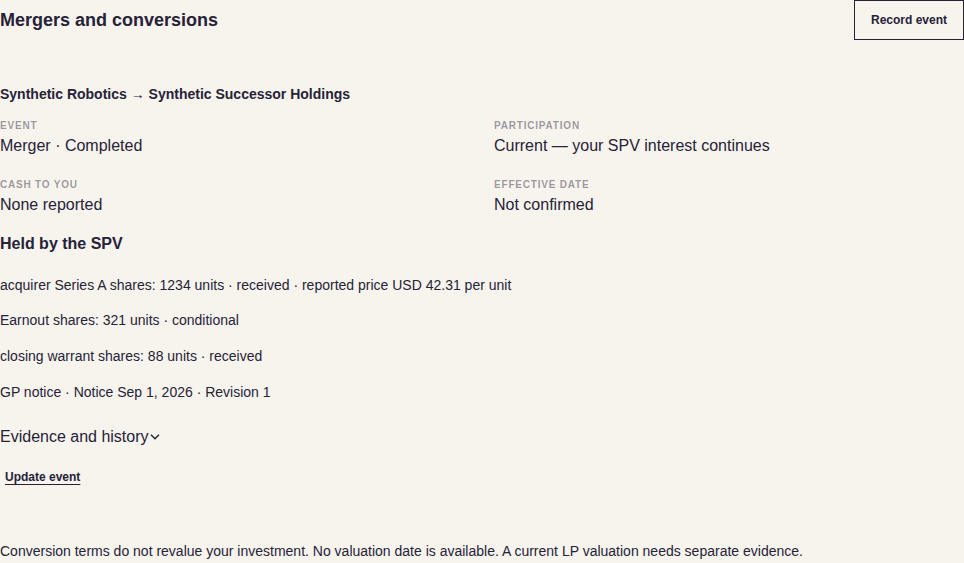 Mergers and conversions
Record event
Synthetic Robotics → Synthetic Successor Holdings
EVENT
Merger · Completed
PARTICIPATION
Current — your SPV interest continues
CASH TO YOU
None reported
EFFECTIVE DATE
Not confirmed
Held by the SPV
acquirer Series A shares: 1234 units · received · reported price USD 42.31 per unit
Earnout shares: 321 units · conditional
closing warrant shares: 88 units · received
GP notice · Notice Sep 1, 2026 · Revision 1
Evidence and history
Update event
Conversion terms do not revalue your investment. No valuation date is available. A current LP valuation needs separate evidence.